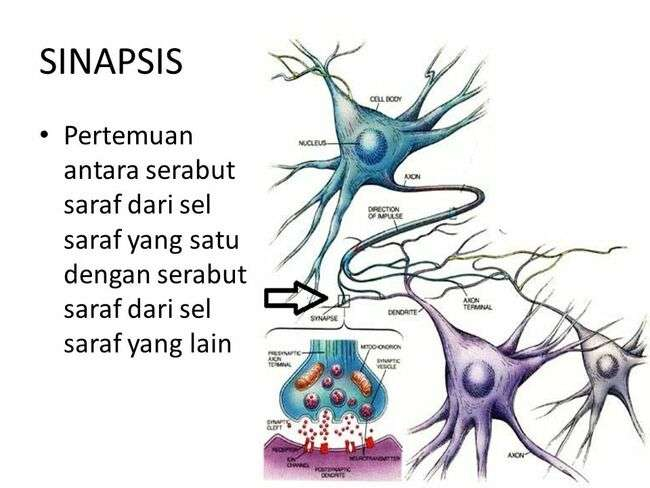 SINAPSIS
• Pertemuan
antara serabut
saraf dari sel
saraf yang satu
dengan serabut
saraf dari sel
saraf yang lain
CELL BODY
NUCLEUS
AXON
DIRECTION
OF IMPULSE
AXON
TERMINAL
DENDRITE
SYNAPSE
MITOCHONDRION
PRESYNAPTIC
AXON
TERMINAL
SYNAPTIC
VESICLE
SYNAPTIC
CLEFT
RECEPTOR
ION
CHANNEL
NEUROTRANSMITTER
POSTSYNAPTIC
DENDRITE
AXON